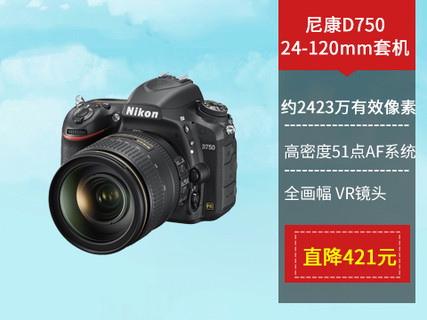 尼康D750
24-120mm套机
约2423万有效像素
高密度51点AF系统
全画幅 VR镜头
直降421元
Nikon
D750